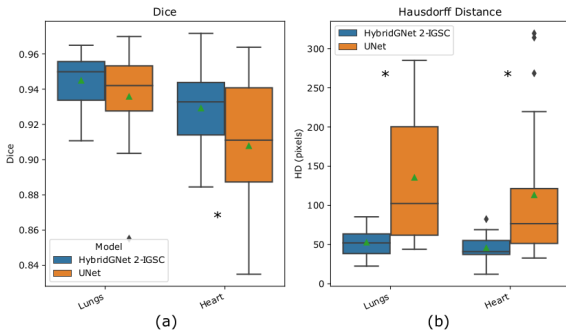 Dice
Dice
0.96
0.94
0.92
0.90
0.88
0.86
0.84
*
Model
HybridGNet 2-IGSC
UNet
Lungs
Heart
(a)
Hausdorff Distance
HD (pixels)
300
250
200
150
100
50
0
HybridGNet 2-IGSC
UNet
* *
Lungs
Heart
(b)